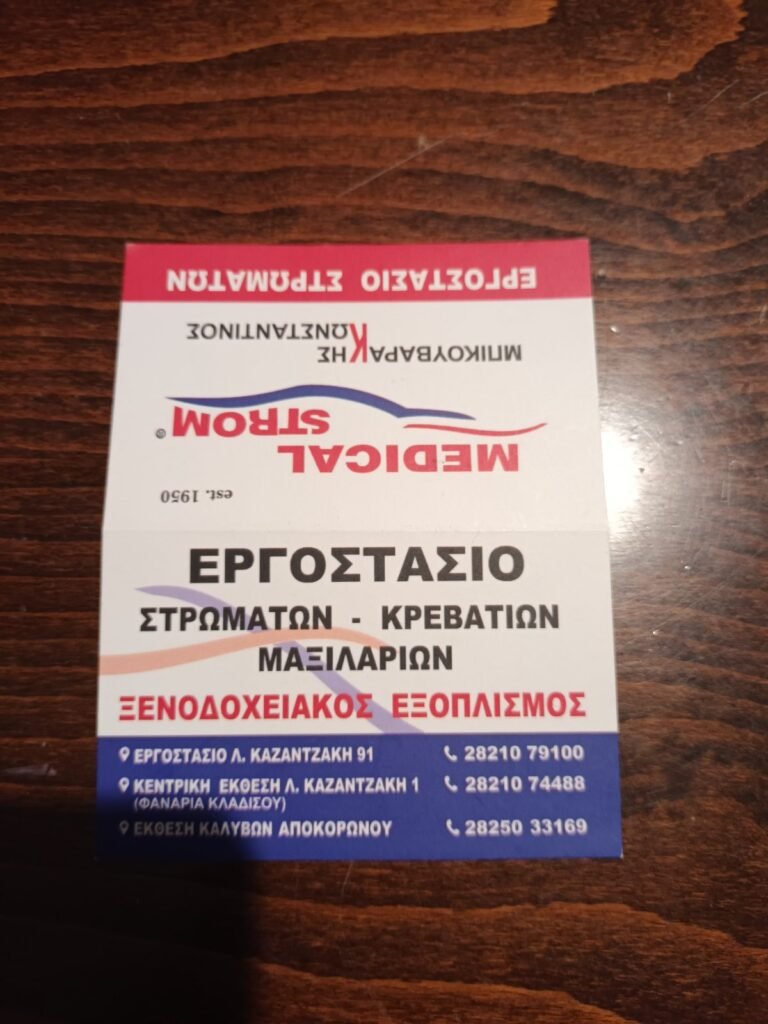 ΕΡΓΟΣΤΑΣΙΟ ΣΤΡΩΜΑΤΩΝ
ΜΠΙΚΟΥΒΑΡΑΚΗΣ
ΚΩΝΣΤΑΝΤΙΝΟΣ
est. 1950
MEDICAL
STROM®
ΕΡΓΟΣΤΑΣΙΟ
ΣΤΡΩΜΑΤΩΝ - ΚΡΕΒΑΤΙΩΝ
ΜΑΞΙΛΑΡΙΩΝ
ΞΕΝΟΔΟΧΕΙΑΚΟΣ ΕΞΟΠΛΙΣΜΟΣ
ΕΡΓΟΣΤΑΣΙΟ Λ. ΚΑΖΑΝΤΖΑΚΗ 91 28210 79100
ΚΕΝΤΡΙΚΗ ΕΚΘΕΣΗ Λ. ΚΑΖΑΝΤΖΑΚΗ 1 28210 74488
(ΦΑΝΑΡΙΑ ΚΛΑΔΙΣΟΥ)
ΕΚΘΕΣΗ ΚΑΛΥΒΩΝ ΑΠΟΚΟΡΩΝΟΥ 28250 33169